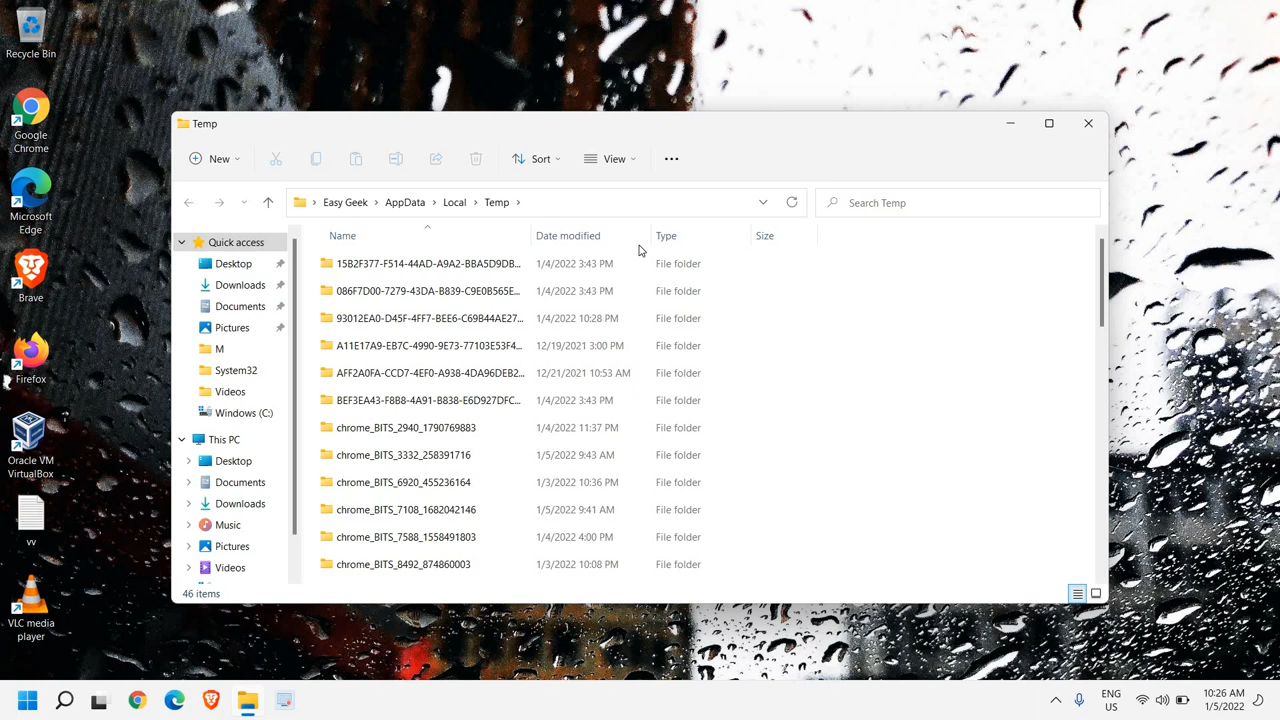 Recycle Bin
Google
Chrome
Microsoft
Edge
Brave
Firefox
Oracle VM
VirtualBox
vv
VLC media
player
Temp
New
Sort
View
Easy Geek > AppData > Local > Temp >
Search Temp
Quick access
Desktop
Downloads
Documents
Pictures
M
System32
Videos
Windows (C:)
This PC
Desktop
Documents
Downloads
Music
Pictures
Videos
Name Date modified Type Size
15B2F377-F514-44AD-A9A2-BBA5D9DB... 1/4/2022 3:43 PM File folder
086F7D00-7279-43DA-B839-C9E0B565E... 1/4/2022 3:43 PM File folder
93012EA0-D45F-4FF7-BEE6-C69B44AE27... 1/4/2022 10:28 PM File folder
A11E17A9-EB7C-4990-9E73-77103E53F4... 12/19/2021 3:00 PM File folder
AFF2A0FA-CCD7-4EF0-A938-4DA96DEB2... 12/21/2021 10:53 AM File folder
BEF3EA43-F8B8-4A91-B838-E6D927DFC... 1/4/2022 3:43 PM File folder
chrome_BITS_2940_1790769883 1/4/2022 11:37 PM File folder
chrome_BITS_3332_258391716 1/5/2022 9:43 AM File folder
chrome_BITS_6920_455236164 1/3/2022 10:36 PM File folder
chrome_BITS_7108_1682042146 1/5/2022 9:41 AM File folder
chrome_BITS_7588_1558491803 1/4/2022 4:00 PM File folder
chrome_BITS_8492_874860003 1/3/2022 10:08 PM File folder
46 items
ENG
US
10:26 AM
1/5/2022